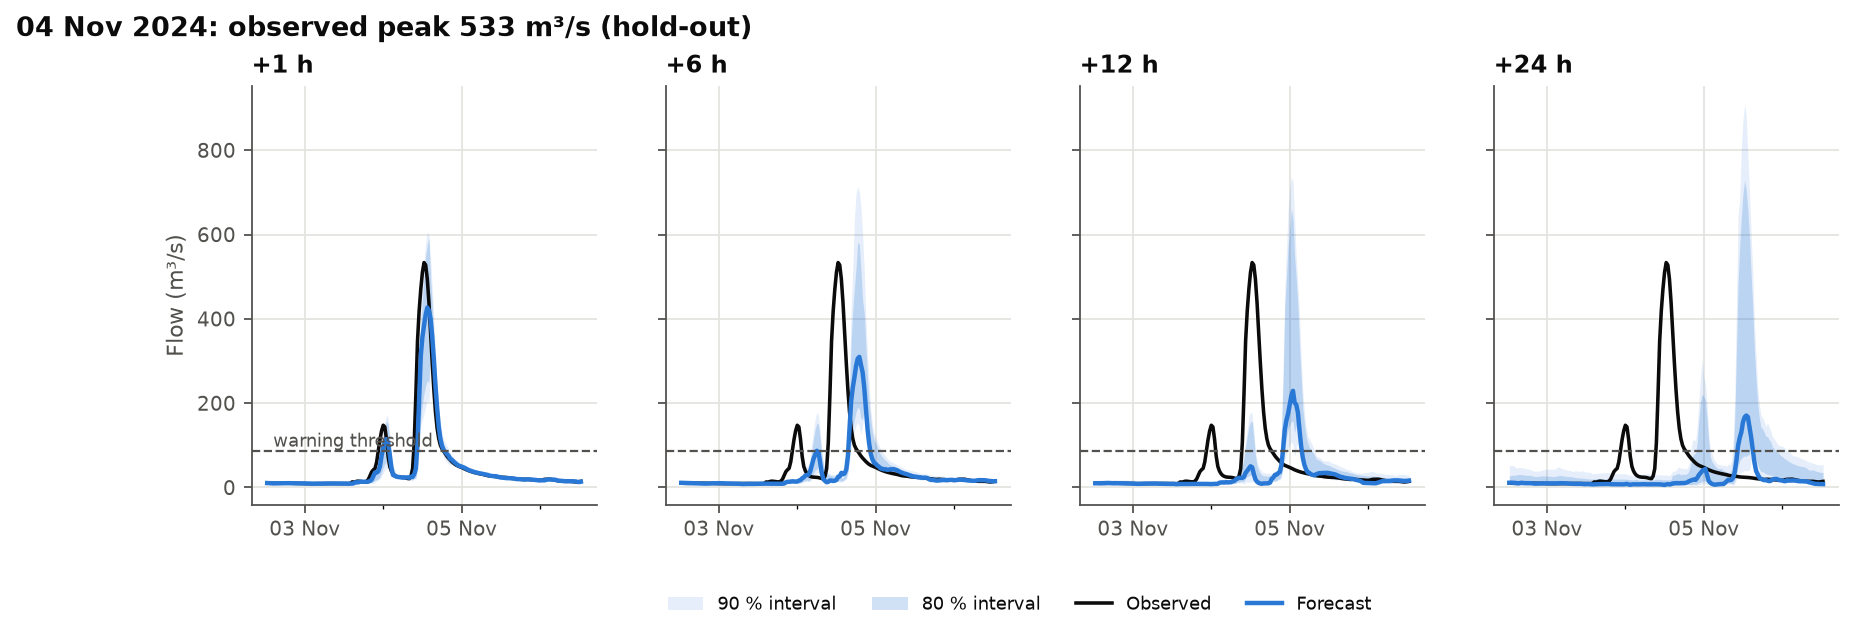 04 Nov 2024: observed peak 533 m³/s (hold-out)
+1 h
+6 h
+12 h
+24 h
Flow (m³/s)
800
600
400
200
0
warning threshold
03 Nov
05 Nov
03 Nov
05 Nov
03 Nov
05 Nov
03 Nov
05 Nov
90 % interval
80 % interval
Observed
Forecast